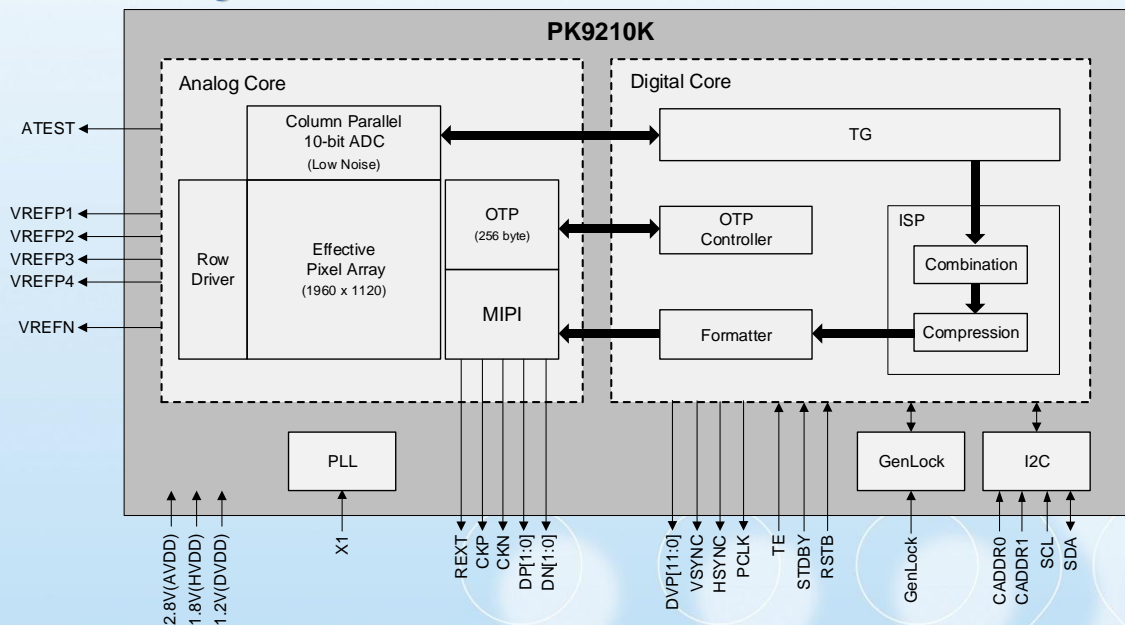 PK9210K
Analog Core
Digital Core
Column Parallel
10-bit ADC
(Low Noise)
TG
ATEST
VREFP1
VREFP2
VREFP3
VREFP4
VREFN
Row
Driver
Effective
Pixel Array
(1960 x 1120)
OTP
(256 byte)
MIPI
OTP
Controller
ISP
Combination
Compression
Formatter
PLL
GenLock
I2C
2.8V(AVDD)
1.8V(HVDD)
1.2V(DVDD)
X1
REXT
CKP
CKN
DP[1:0]
DN[1:0]
DVP[11:0]
VSYNC
HSYNC
PCLK
TE
STDBY
RSTB
GenLock
CADDR0
CADDR1
SCL
SDA